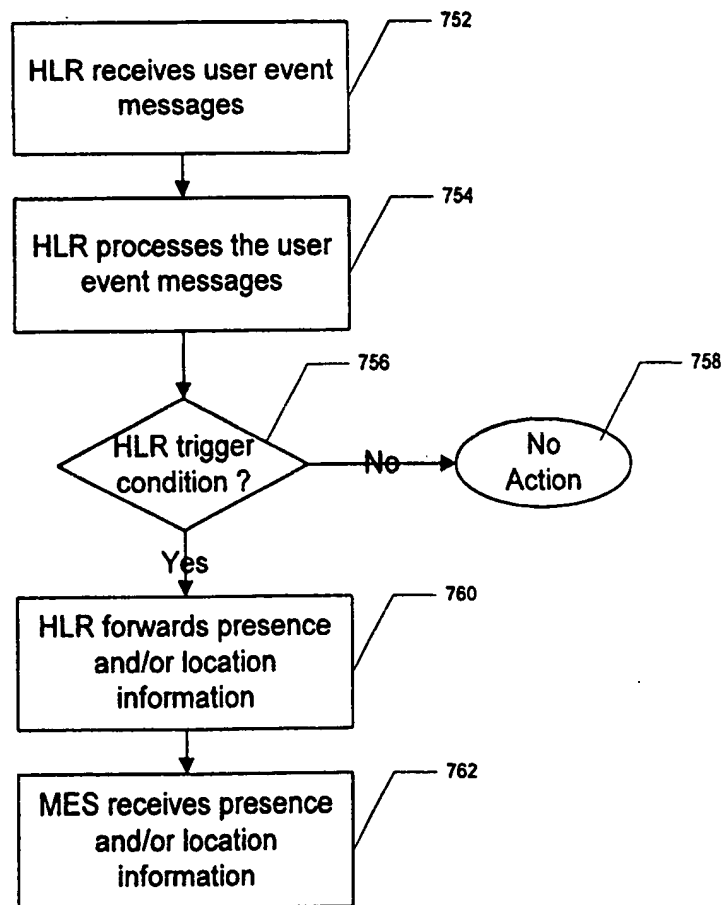 752
HLR receives user event
messages
754
HLR processes the user
event messages
756
758
HLR trigger
condition ?
No
No
Action
Yes
760
HLR forwards presence
and/or location
information
762
MES receives presence
and/or location
information